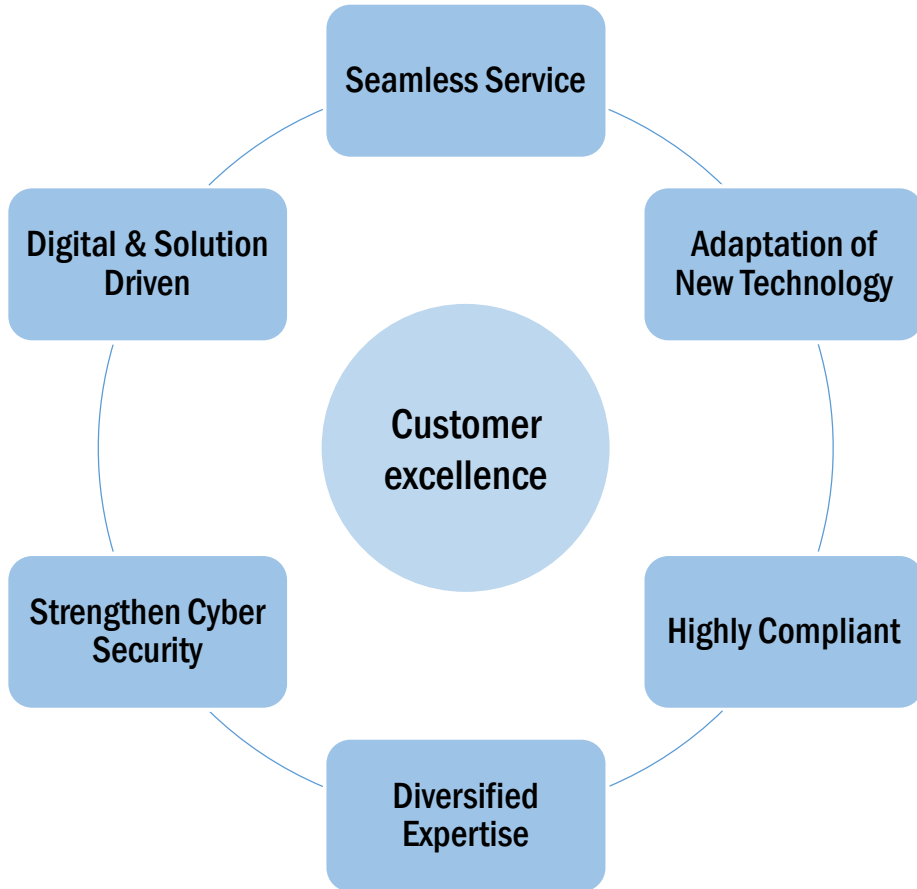 Seamless Service
Adaptation of
New Technology
Highly Compliant
Diversified
Expertise
Strengthen Cyber
Security
Digital & Solution
Driven
Customer
excellence